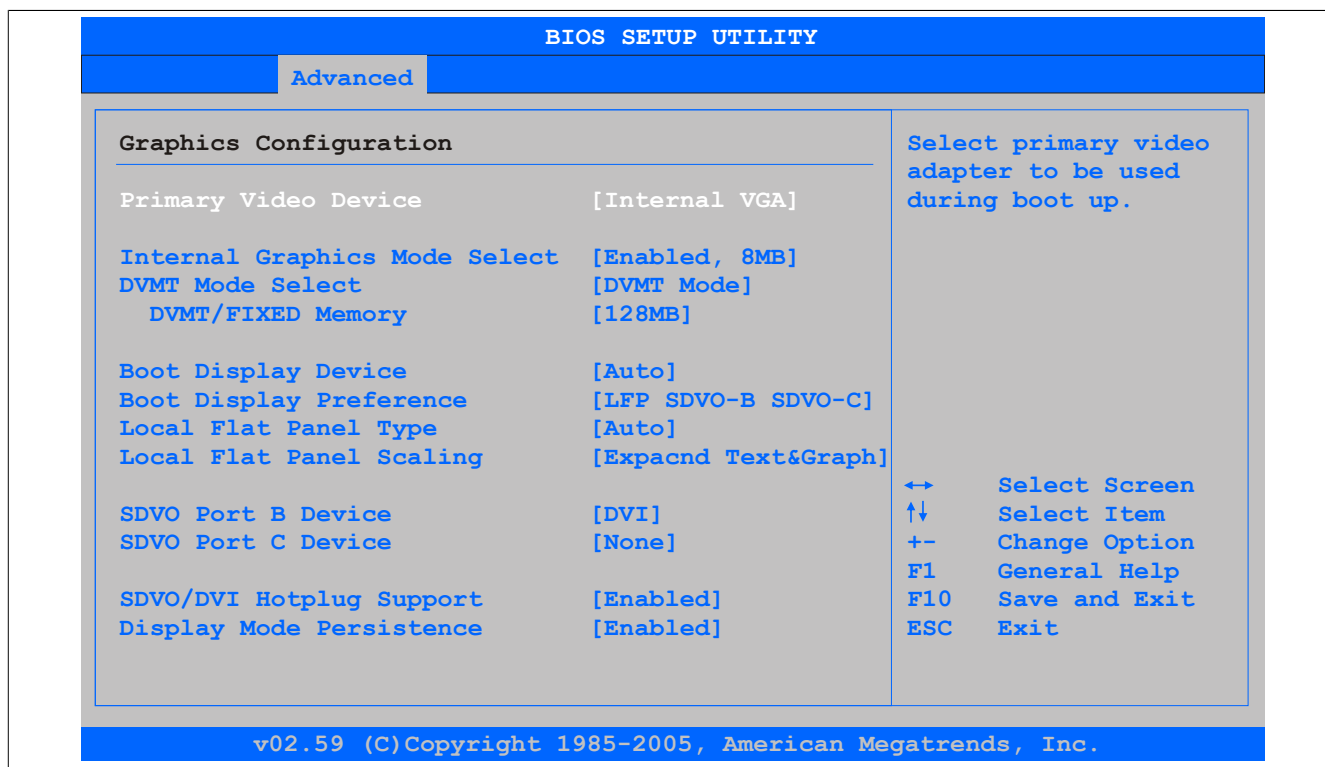 BIOS SETUP UTILITY
Advanced
Graphics Configuration
Primary Video Device [Internal VGA]
Internal Graphics Mode Select [Enabled, 8MB]
DVMT Mode Select [DVMT Mode]
DVMT/FIXED Memory [128MB]
Boot Display Device [Auto]
Boot Display Preference [LFP SDVO-B SDVO-C]
Local Flat Panel Type [Auto]
Local Flat Panel Scaling [Expacnd Text&Graph]
SDVO Port B Device [DVI]
SDVO Port C Device [None]
SDVO/DVI Hotplug Support [Enabled]
Display Mode Persistence [Enabled]
Select primary video
adapter to be used
during boot up.
↔ Select Screen
↑↓ Select Item
+- Change Option
F1 General Help
F10 Save and Exit
ESC Exit
v02.59 (C)Copyright 1985-2005, American Megatrends, Inc.